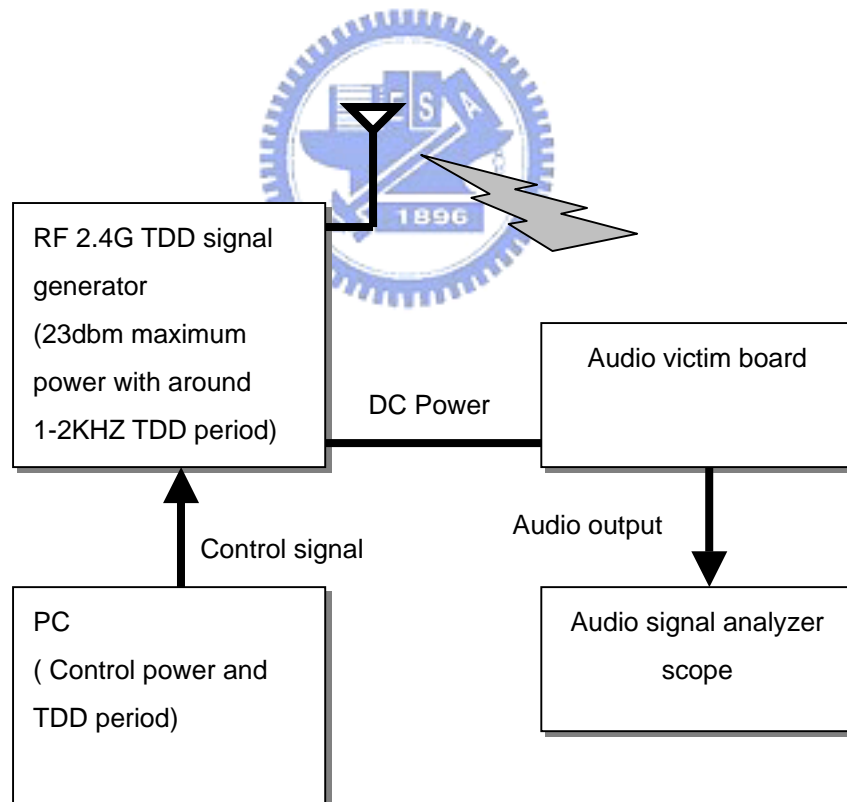 E S A
1896
RF 2.4G TDD signal
generator
(23dbm maximum
power with around
1-2KHZ TDD period)
DC Power
Audio victim board
Control signal
Audio output
PC
( Control power and
TDD period)
Audio signal analyzer
scope